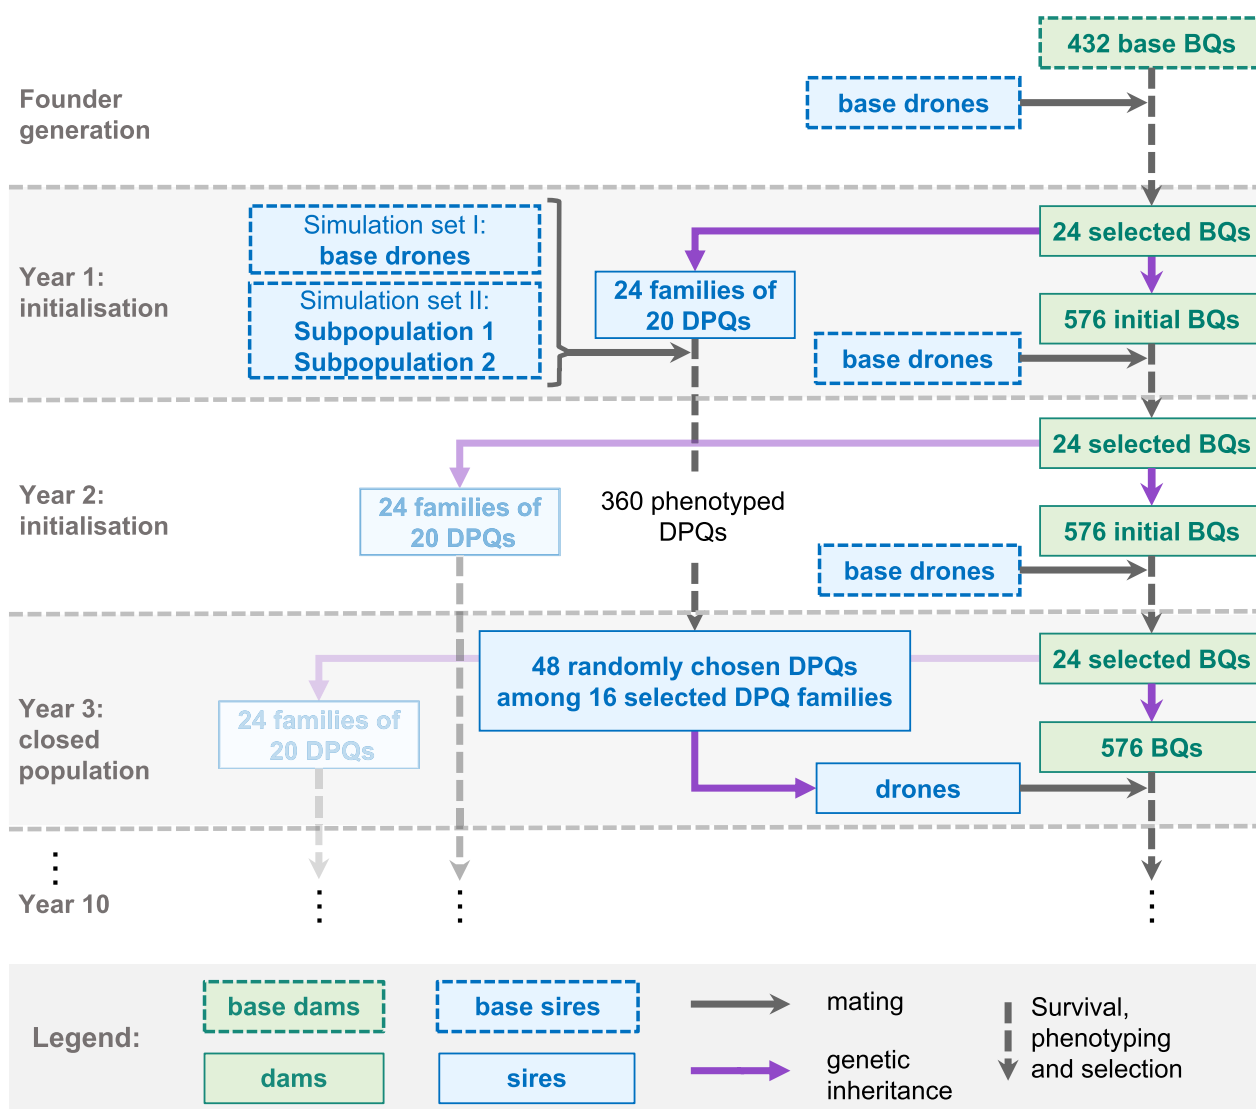 432 base BQs
base drones
Founder
generation
Simulation set I:
base drones
24 selected BQs
Year 1:
initialisation
Simulation set II:
Subpopulation 1
Subpopulation 2
24 families of
20 DPQs
576 initial BQs
base drones
24 selected BQs
Year 2:
initialisation
24 families of
20 DPQs
360 phenotyped
DPQs
576 initial BQs
base drones
48 randomly chosen DPQs
among 16 selected DPQ families
24 selected BQs
Year 3:
closed
population
24 families of
20 DPQs
576 BQs
drones
⋮
Year 10
⋮
⋮
⋮
Legend:
base dams
base sires
mating
dams
sires
genetic
inheritance
Survival,
phenotyping
and selection